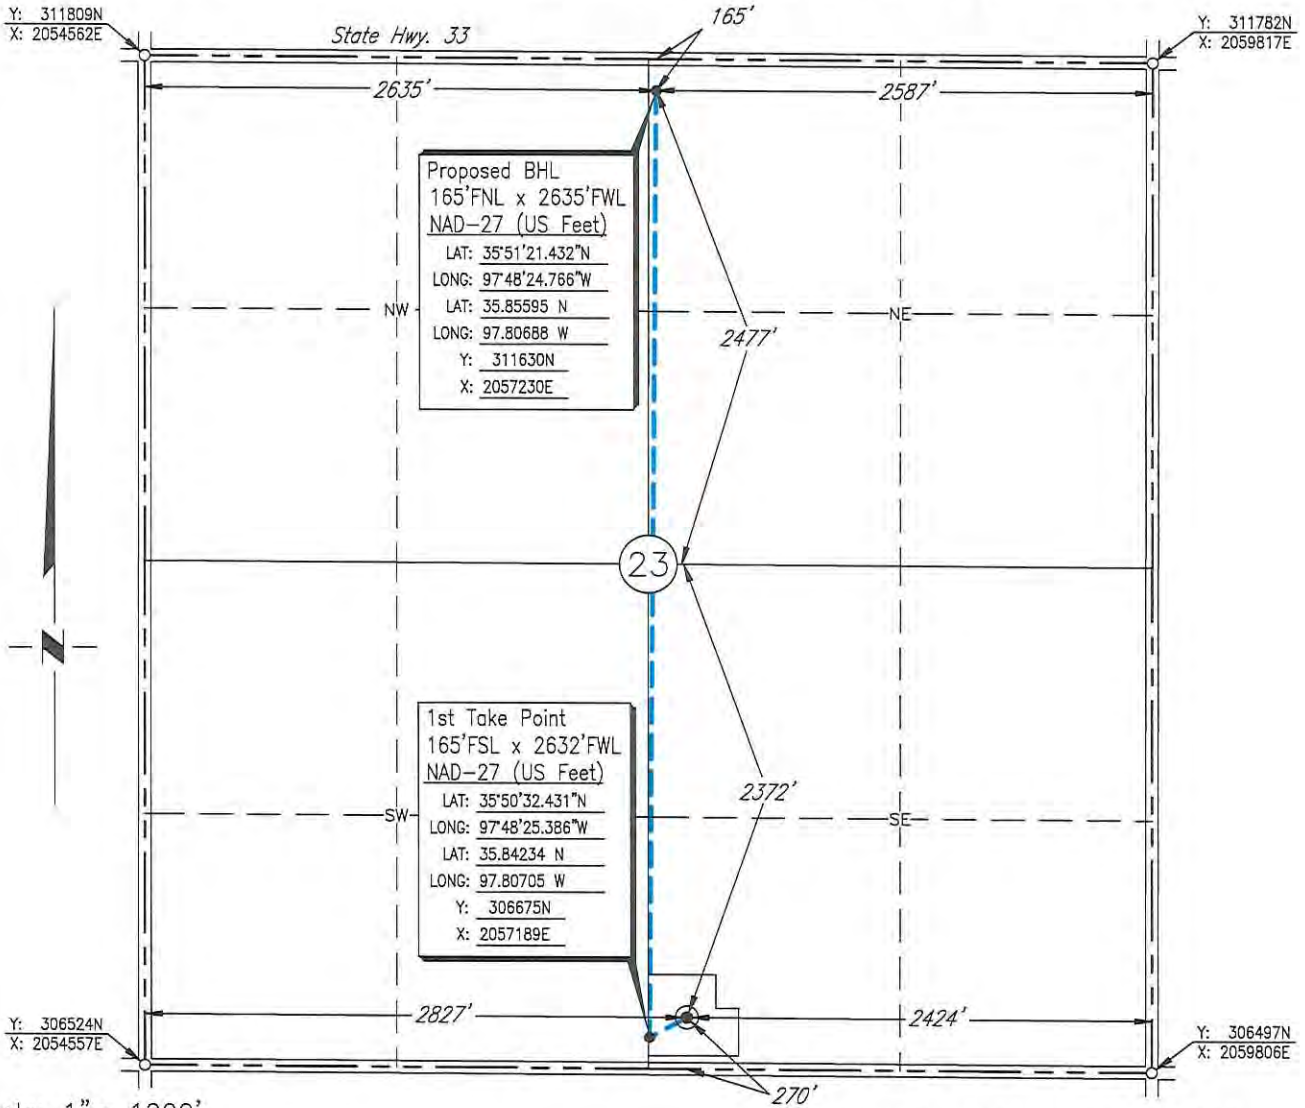 Y: 311809N
X: 2054562E
State Hwy. 33
165'
Y: 311782N
X: 2059817E
2635'
2587'
Proposed BHL
165'FNL x 2635'FWL
NAD-27 (US Feet)
LAT: 35°51'21.432"N
LONG: 97°48'24.766"W
LAT: 35.85595 N
LONG: 97.80688 W
Y: 311630N
X: 2057230E
NW
NE
2477'
23
1st Take Point
165'FSL x 2632'FWL
NAD-27 (US Feet)
LAT: 35°50'32.431"N
LONG: 97°48'25.386"W
LAT: 35.84234 N
LONG: 97.80705 W
Y: 306675N
X: 2057189E
N
SW
SE
2372'
2827'
2424'
Y: 306524N
X: 2054557E
Y: 306497N
X: 2059806E
270'